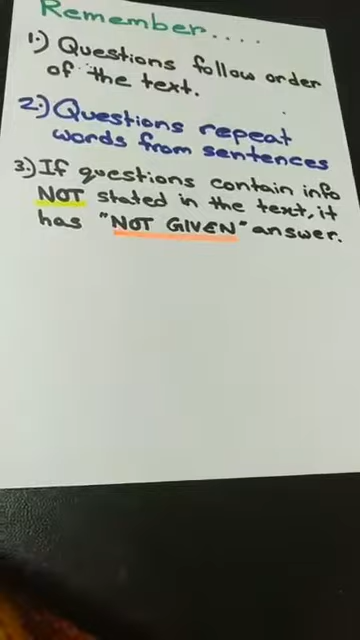 Remember....
1.) Questions follow order
of the text.
2.) Questions repeat
words from sentences
3.) If questions contain info
NOT stated in the text, it
has "NOT GIVEN" answer.